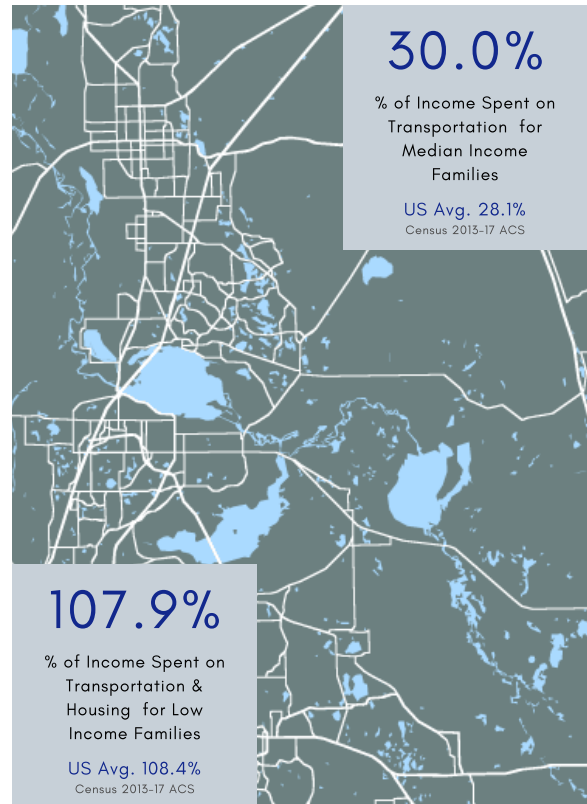 30.0%
% of Income Spent on
Transportation for
Median Income
Families
US Avg. 28.1%
Census 2013-17 ACS
107.9%
% of Income Spent on
Transportation &
Housing for Low
Income Families
US Avg. 108.4%
Census 2013-17 ACS